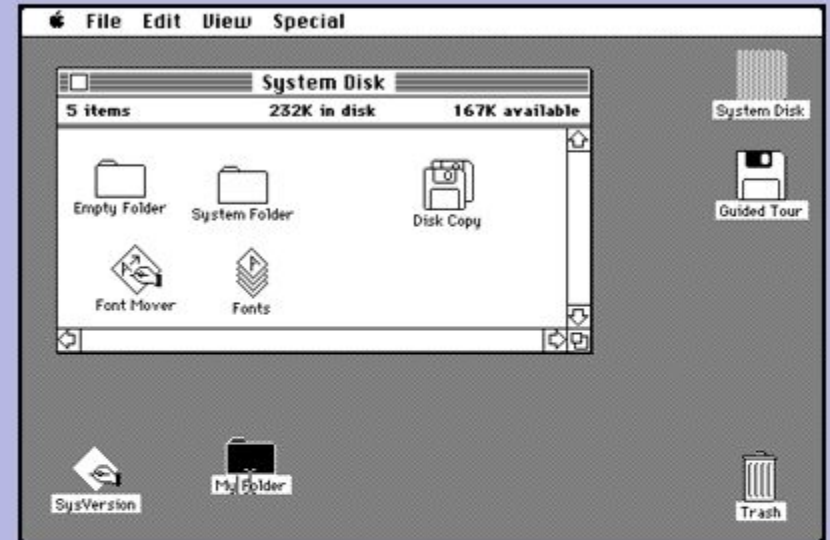 File Edit View Special
System Disk
5 items 232K in disk 167K available
Empty Folder
System Folder
Disk Copy
Font Mover
Fonts
System Disk
Guided Tour
SysVersion
My Folder
Trash